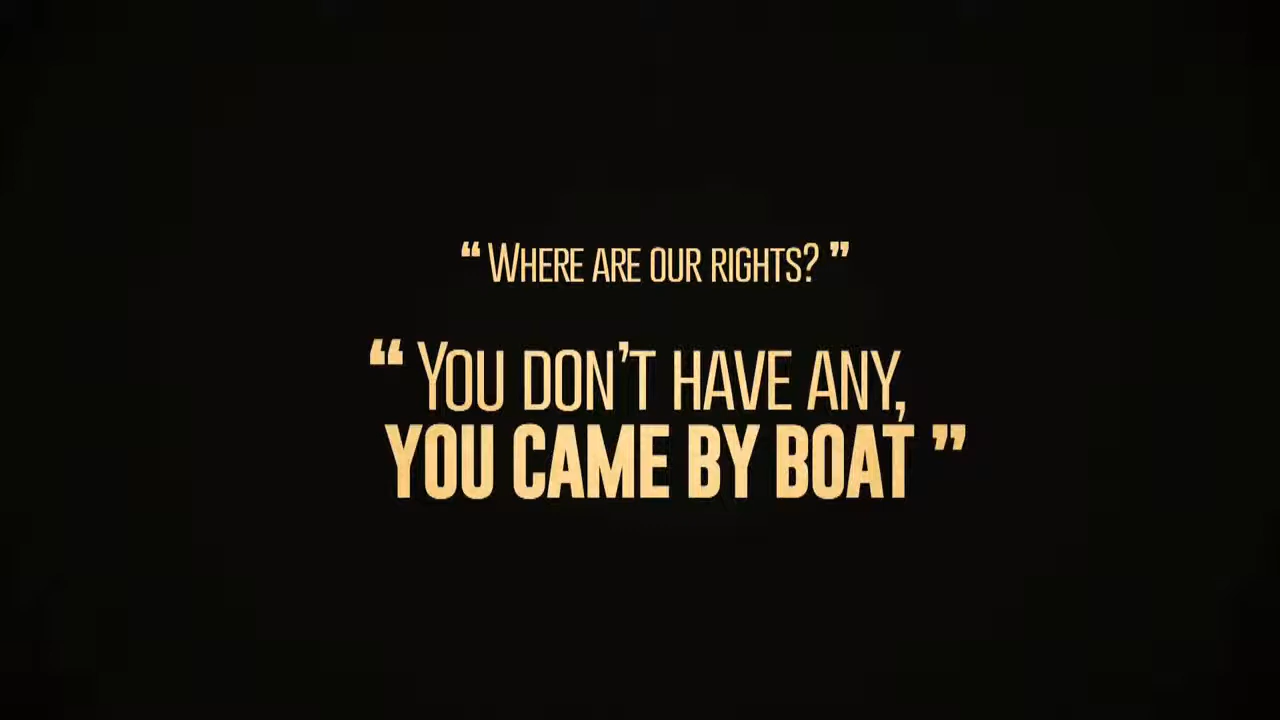 “ WHERE ARE OUR RIGHTS? ”
“ YOU DON’T HAVE ANY,
YOU CAME BY BOAT ”